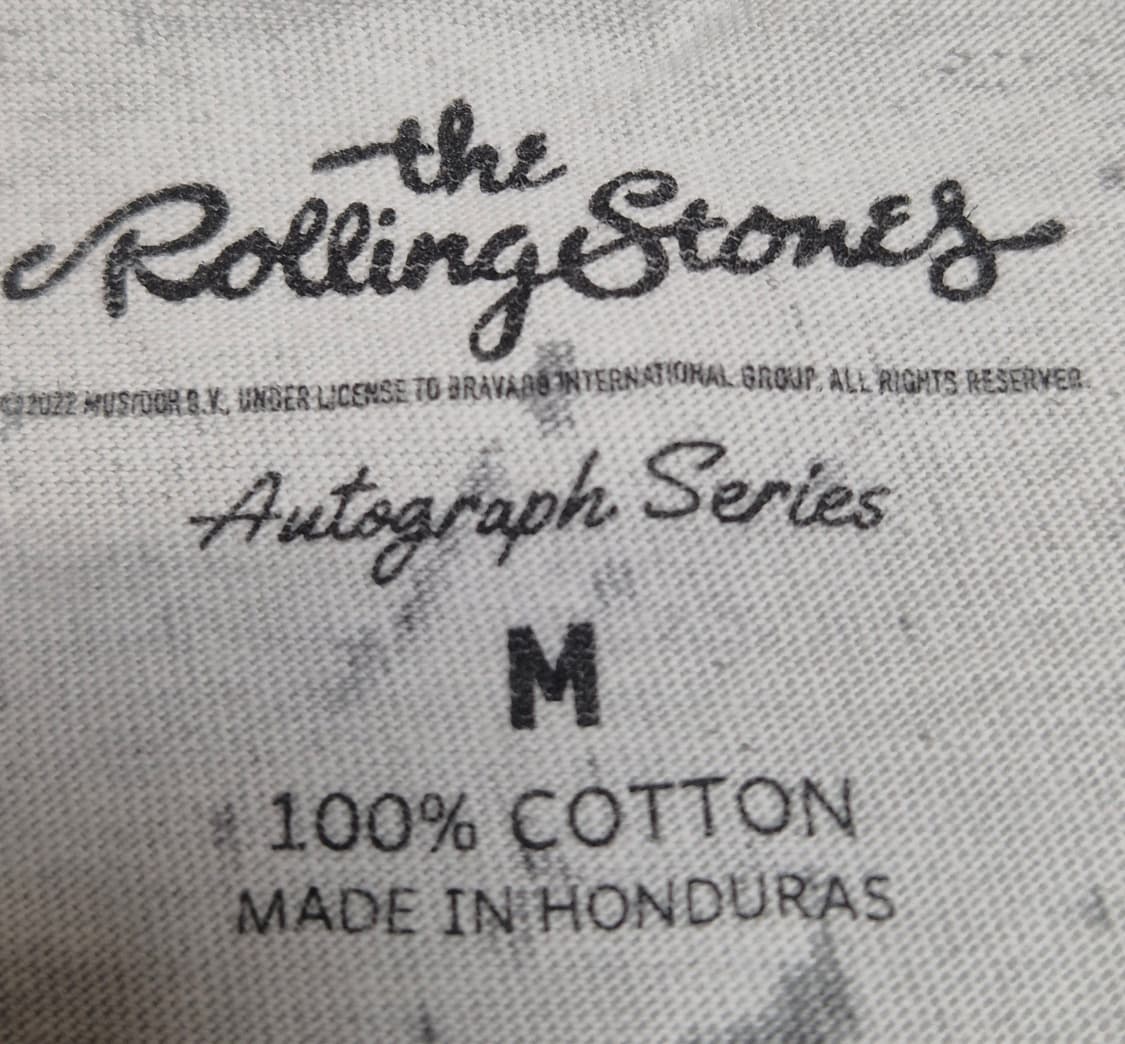 the
Rolling Stones
©2022 MUSIDOR B.V., UNDER LICENSE TO BRAVADO INTERNATIONAL GROUP. ALL RIGHTS RESERVED.
Autograph Series
M
100% COTTON
MADE IN HONDURAS